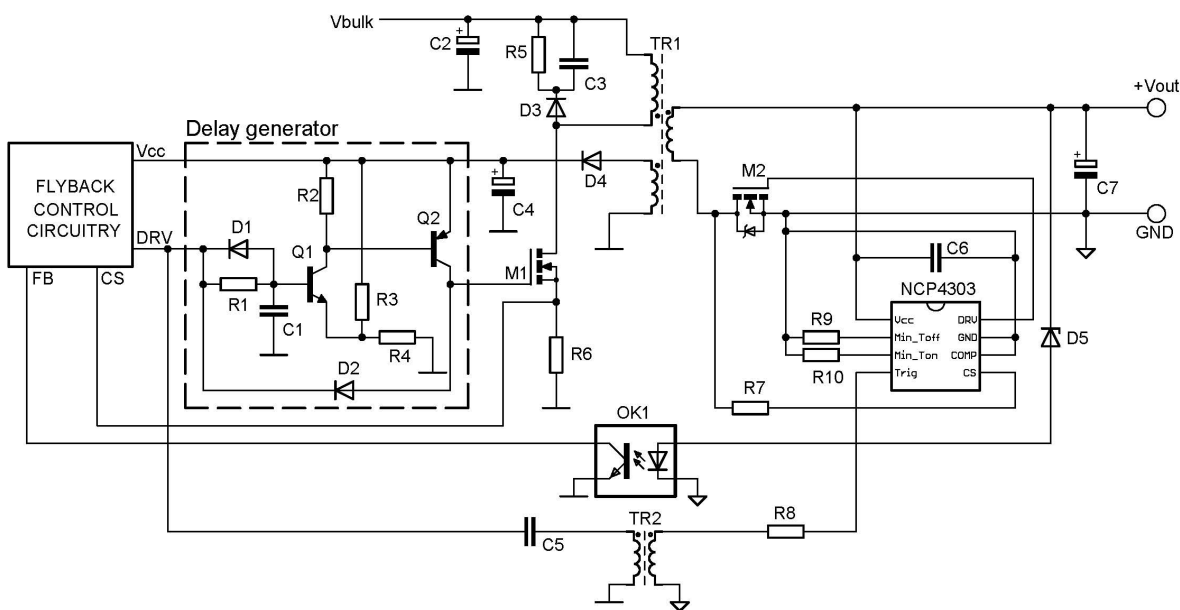 Vbulk
C2
R5
C3
TR1
D3
+Vout
Delay generator
Vcc
FLYBACK
CONTROL
CIRCUITRY
DRV
FB
CS
D1
R1
C1
Q1
R2
R3
R4
Q2
D2
C4
D4
M1
R6
M2
C7
GND
C6
NCP4303
Vcc
Min_Toff
Min_Ton
Trig
DRV
GND
COMP
CS
R9
R10
R7
D5
OK1
TR2
R8
C5